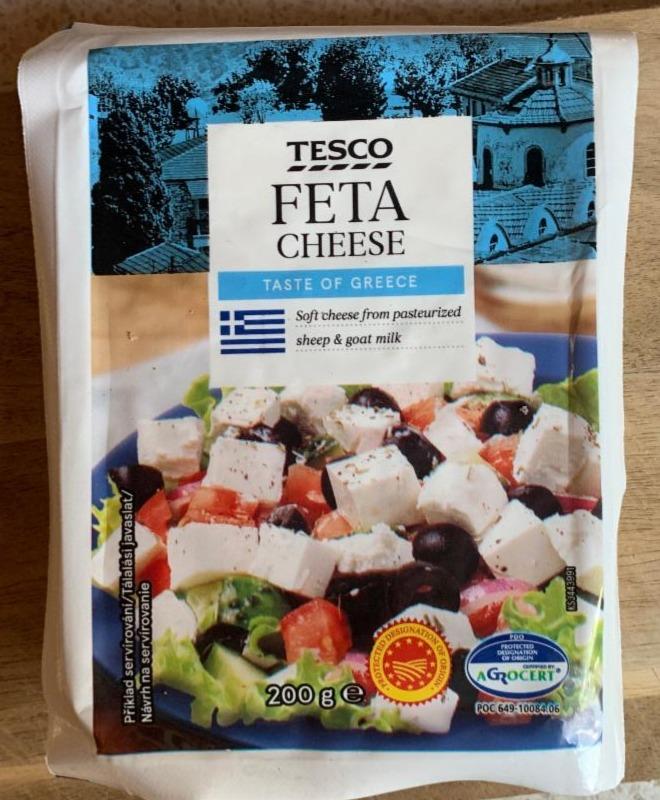 TESCO
FETA
CHEESE
TASTE OF GREECE
Soft cheese from pasteurized
sheep & goat milk
Příklad servírování/Tálalási javaslat/
Návrh na servírovanie
KSJ443991
200 g ℮
PROTECTED DESIGNATION OF ORIGIN
PDO
PROTECTED
DESIGNATION
OF ORIGIN
CERTIFIED BY
AGROCERT®
POC 649-10084.06